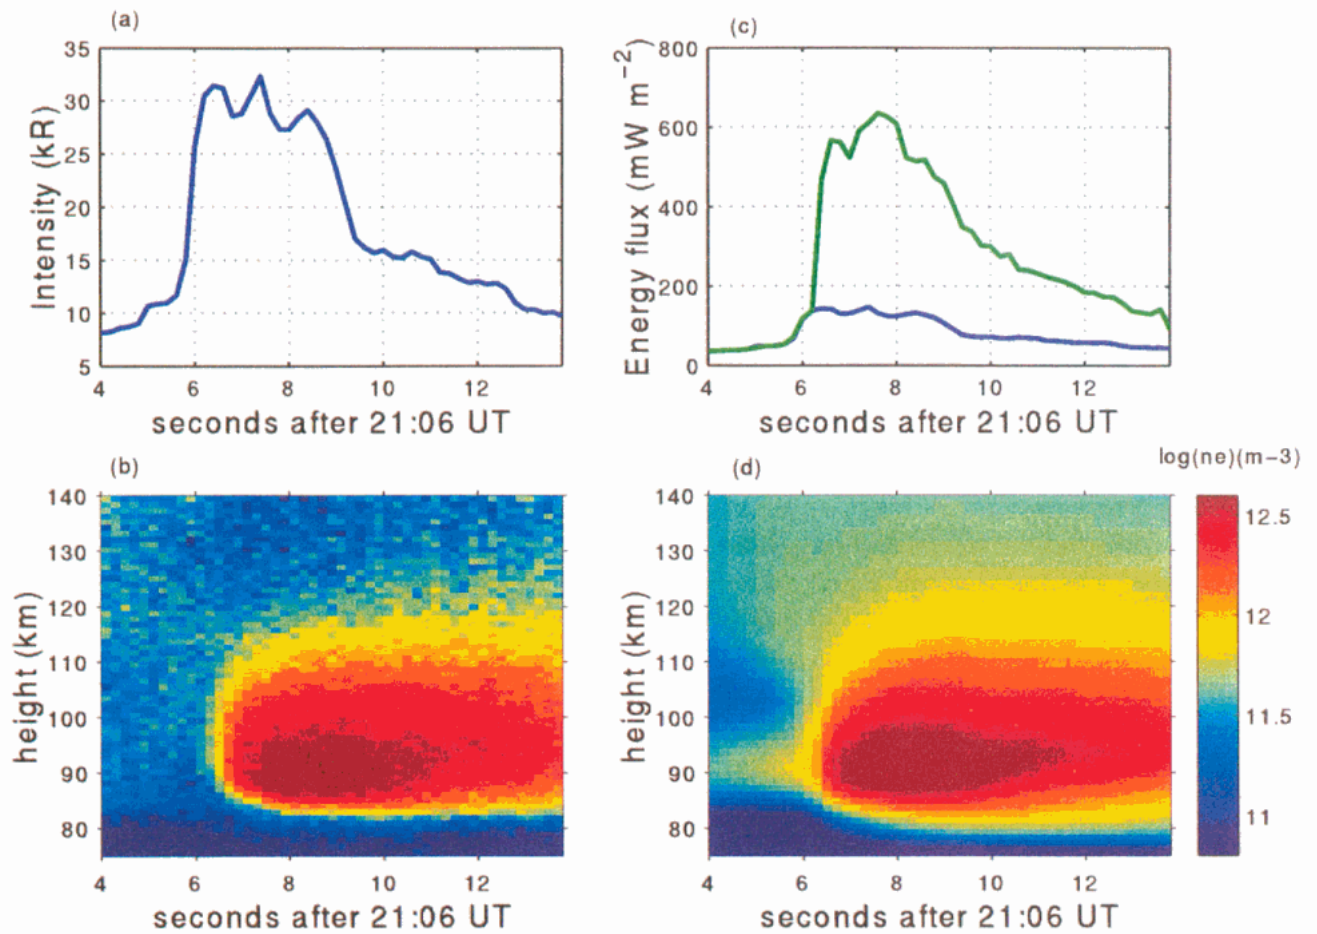 (a)
35
30
25
20
15
10
5
Intensity (kR)
4 6 8 10 12
seconds after 21:06 UT
(c)
800
600
400
200
0
Energy flux (mW m−2)
4 6 8 10 12
seconds after 21:06 UT
(b)
140
130
120
110
100
90
80
height (km)
4 6 8 10 12
seconds after 21:06 UT
(d)
140
130
120
110
100
90
80
height (km)
4 6 8 10 12
seconds after 21:06 UT
log(ne)(m−3)
12.5
12
11.5
11